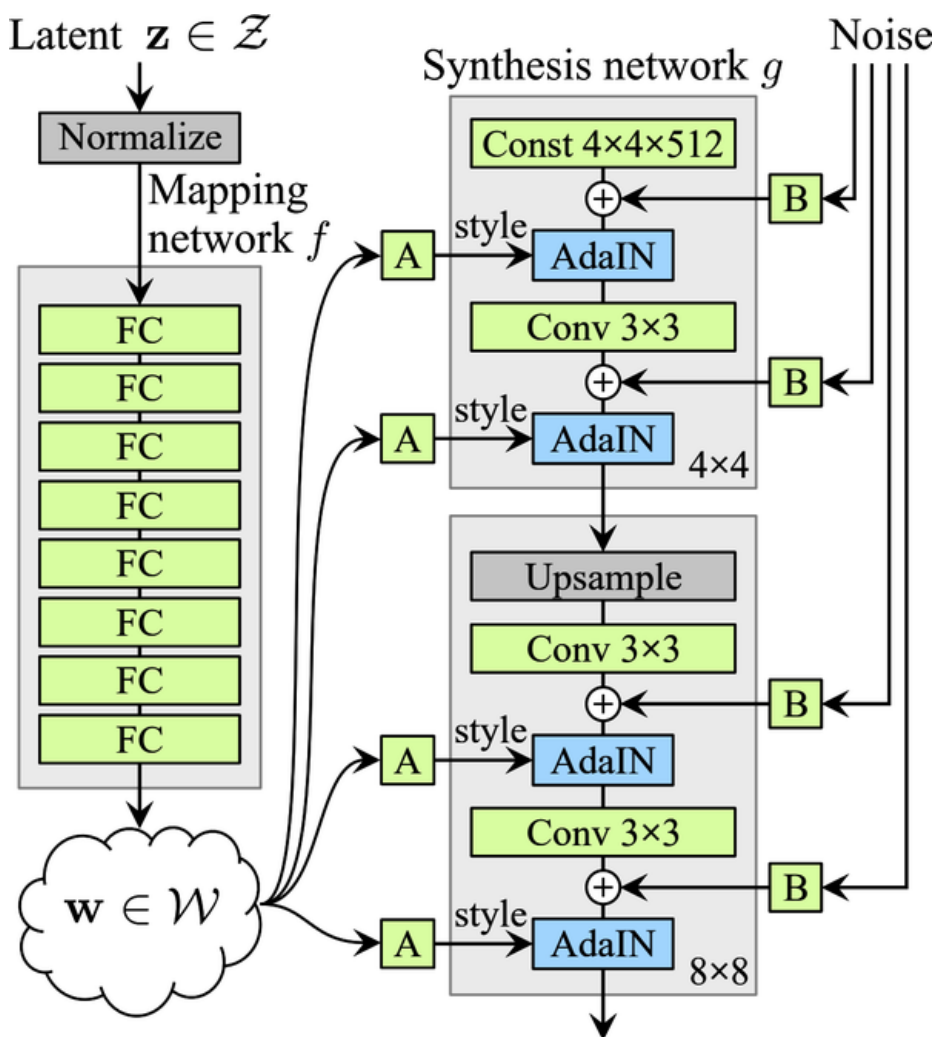 Latent z ∈ 𝒵
Normalize
Mapping
network f
FC
FC
FC
FC
FC
FC
FC
FC
w ∈ 𝒲
Synthesis network g
Noise
Const 4×4×512
+
B
A
style
AdaIN
Conv 3×3
+
B
A
style
AdaIN
4×4
Upsample
Conv 3×3
+
B
A
style
AdaIN
Conv 3×3
+
B
A
style
AdaIN
8×8